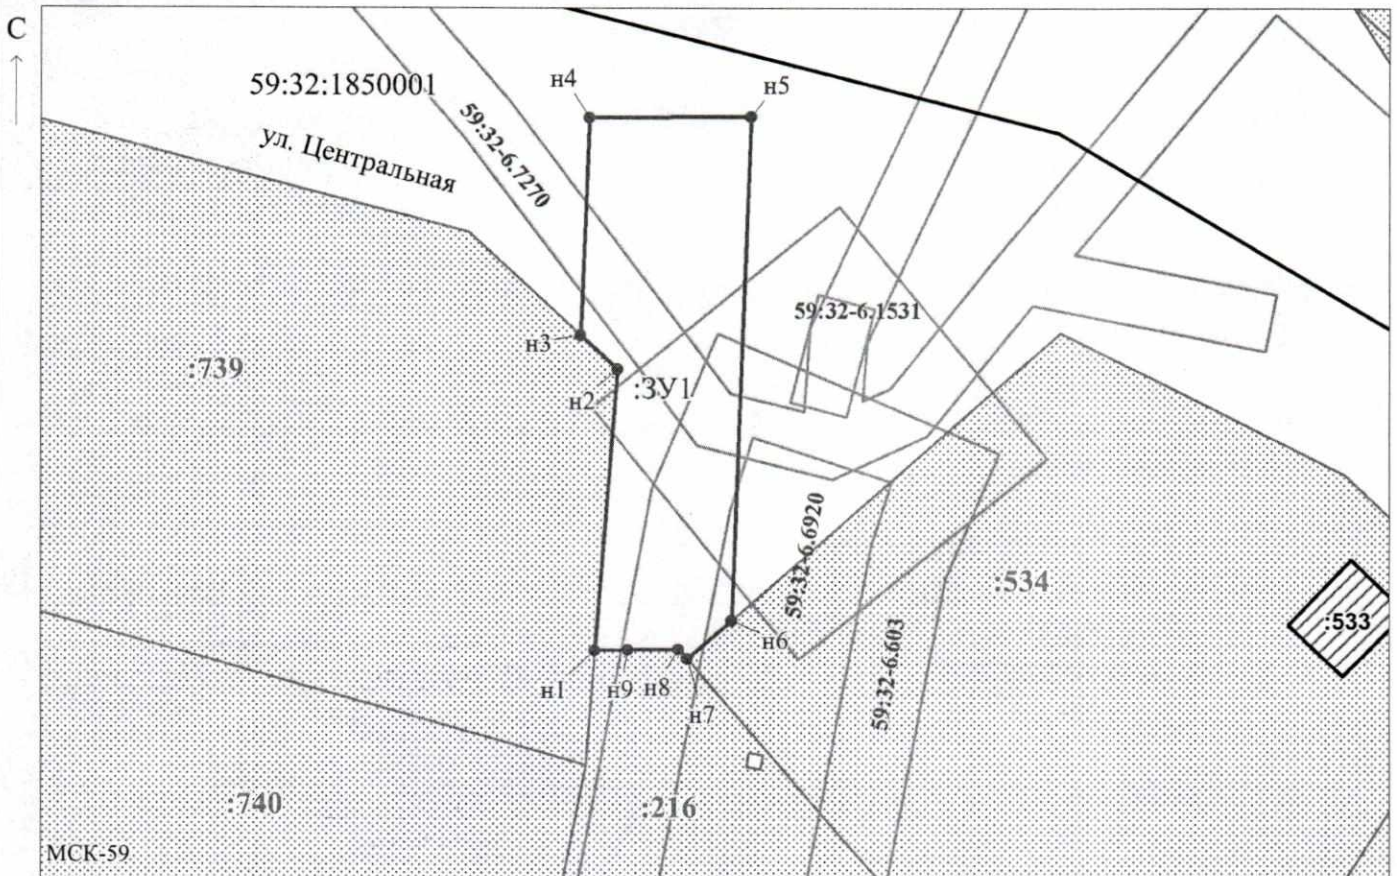 С
59:32:1850001
ул. Центральная
н4
н5
59:32-6.7270
59:32-6.1531
н3
:739
н2
:ЗУ1
59:32-6.6920
:534
59:32-6.603
:533
н1
н9
н8
н7
н6
:740
:216
МСК-59